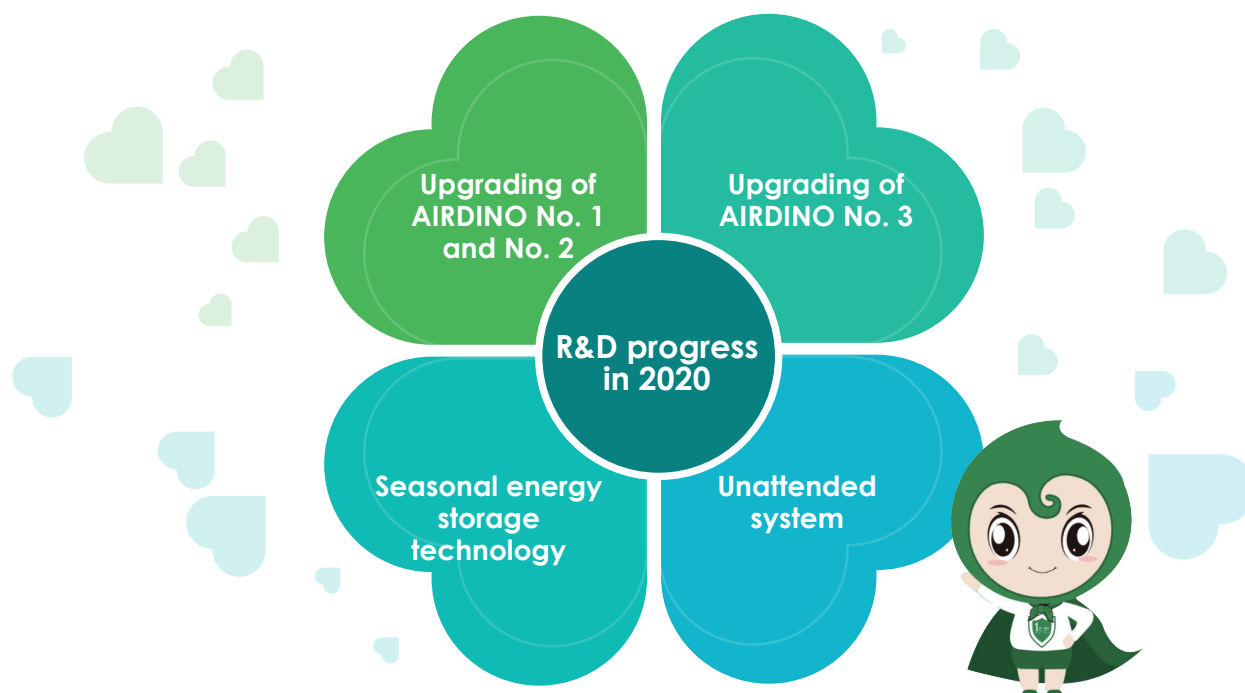 Upgrading of
AIRDINO No. 1
and No. 2
Upgrading of
AIRDINO No. 3
R&D progress
in 2020
Seasonal energy
storage
technology
Unattended
system